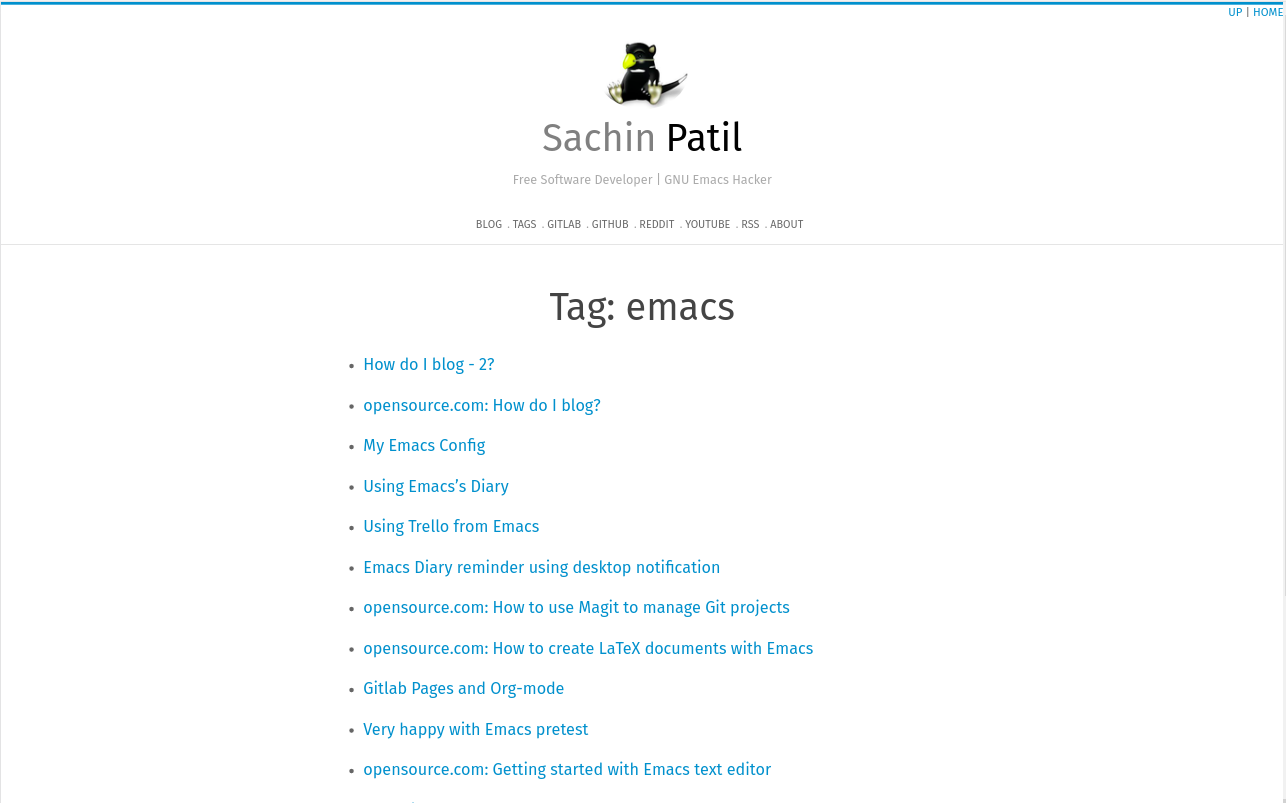 UP | HOME
Sachin Patil
Free Software Developer | GNU Emacs Hacker
BLOG . TAGS . GITLAB . GITHUB . REDDIT . YOUTUBE . RSS . ABOUT
Tag: emacs
• How do I blog - 2?
• opensource.com: How do I blog?
• My Emacs Config
• Using Emacs’s Diary
• Using Trello from Emacs
• Emacs Diary reminder using desktop notification
• opensource.com: How to use Magit to manage Git projects
• opensource.com: How to create LaTeX documents with Emacs
• Gitlab Pages and Org-mode
• Very happy with Emacs pretest
• opensource.com: Getting started with Emacs text editor